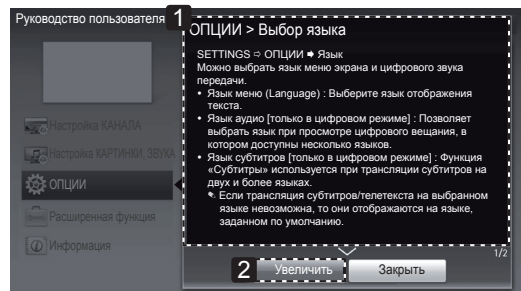 Руководство пользователя
1
ОПЦИИ > Выбор языка
SETTINGS ⇨ ОПЦИИ ➡ Язык
Можно выбрать язык меню экрана и цифрового звука
передачи.
• Язык меню (Language) : Выберите язык отображения
текста.
• Язык аудио [только в цифровом режиме] : Позволяет
выбрать язык при просмотре цифрового вещания, в
котором доступны несколько языков.
• Язык субтитров [только в цифровом режиме] : Функция
«Субтитры» используется при трансляции субтитров на
двух и более языках.
Если трансляция субтитров/телетекста на выбранном
языке невозможна, то они отображаются на языке,
заданном по умолчанию.
Настройка КАНАЛА
Настройка КАРТИНКИ, ЗВУКА
ОПЦИИ
Расширенная функция
Информация
1/2
2
Увеличить
Закрыть